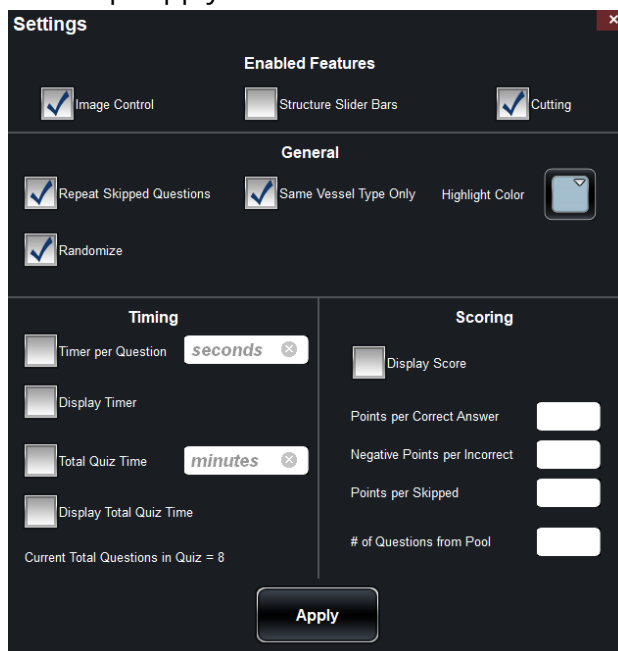 Settings
Enabled Features
Image Control
Structure Slider Bars
Cutting
General
Repeat Skipped Questions
Same Vessel Type Only
Highlight Color
Randomize
Timing
Timer per Question
seconds
Display Timer
Total Quiz Time
minutes
Display Total Quiz Time
Current Total Questions in Quiz = 8
Scoring
Display Score
Points per Correct Answer
Negative Points per Incorrect
Points per Skipped
# of Questions from Pool
Apply